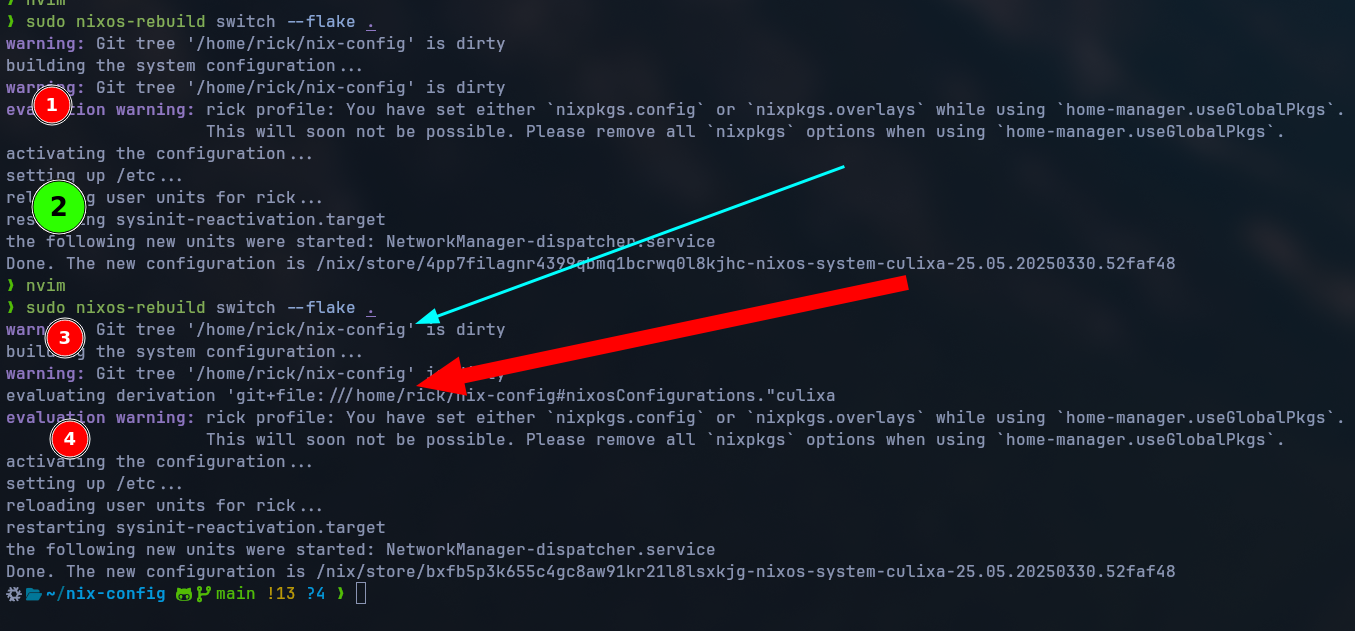 nvim
❯ sudo nixos-rebuild switch --flake .
warning: Git tree '/home/rick/nix-config' is dirty
building the system configuration...
warning: Git tree '/home/rick/nix-config' is dirty
1
evaluation warning: rick profile: You have set either `nixpkgs.config` or `nixpkgs.overlays` while using `home-manager.useGlobalPkgs`.
This will soon not be possible. Please remove all `nixpkgs` options when using `home-manager.useGlobalPkgs`.
activating the configuration...
setting up /etc...
2
reloading user units for rick...
restarting sysinit-reactivation.target
the following new units were started: NetworkManager-dispatcher.service
Done. The new configuration is /nix/store/4pp7filagnr4399qbmq1bcrwq0l8kjhc-nixos-system-culixa-25.05.20250330.52faf48
❯ nvim
❯ sudo nixos-rebuild switch --flake .
warning: Git tree '/home/rick/nix-config' is dirty
3
building the system configuration...
warning: Git tree '/home/rick/nix-config' is dirty
evaluating derivation 'git+file:///home/rick/nix-config#nixosConfigurations."culixa
evaluation warning: rick profile: You have set either `nixpkgs.config` or `nixpkgs.overlays` while using `home-manager.useGlobalPkgs`.
4
This will soon not be possible. Please remove all `nixpkgs` options when using `home-manager.useGlobalPkgs`.
activating the configuration...
setting up /etc...
reloading user units for rick...
restarting sysinit-reactivation.target
the following new units were started: NetworkManager-dispatcher.service
Done. The new configuration is /nix/store/bxfb5p3k655c4gc8aw91kr21l8lsxkjg-nixos-system-culixa-25.05.20250330.52faf48
~/nix-config main !13 ?4 ❯